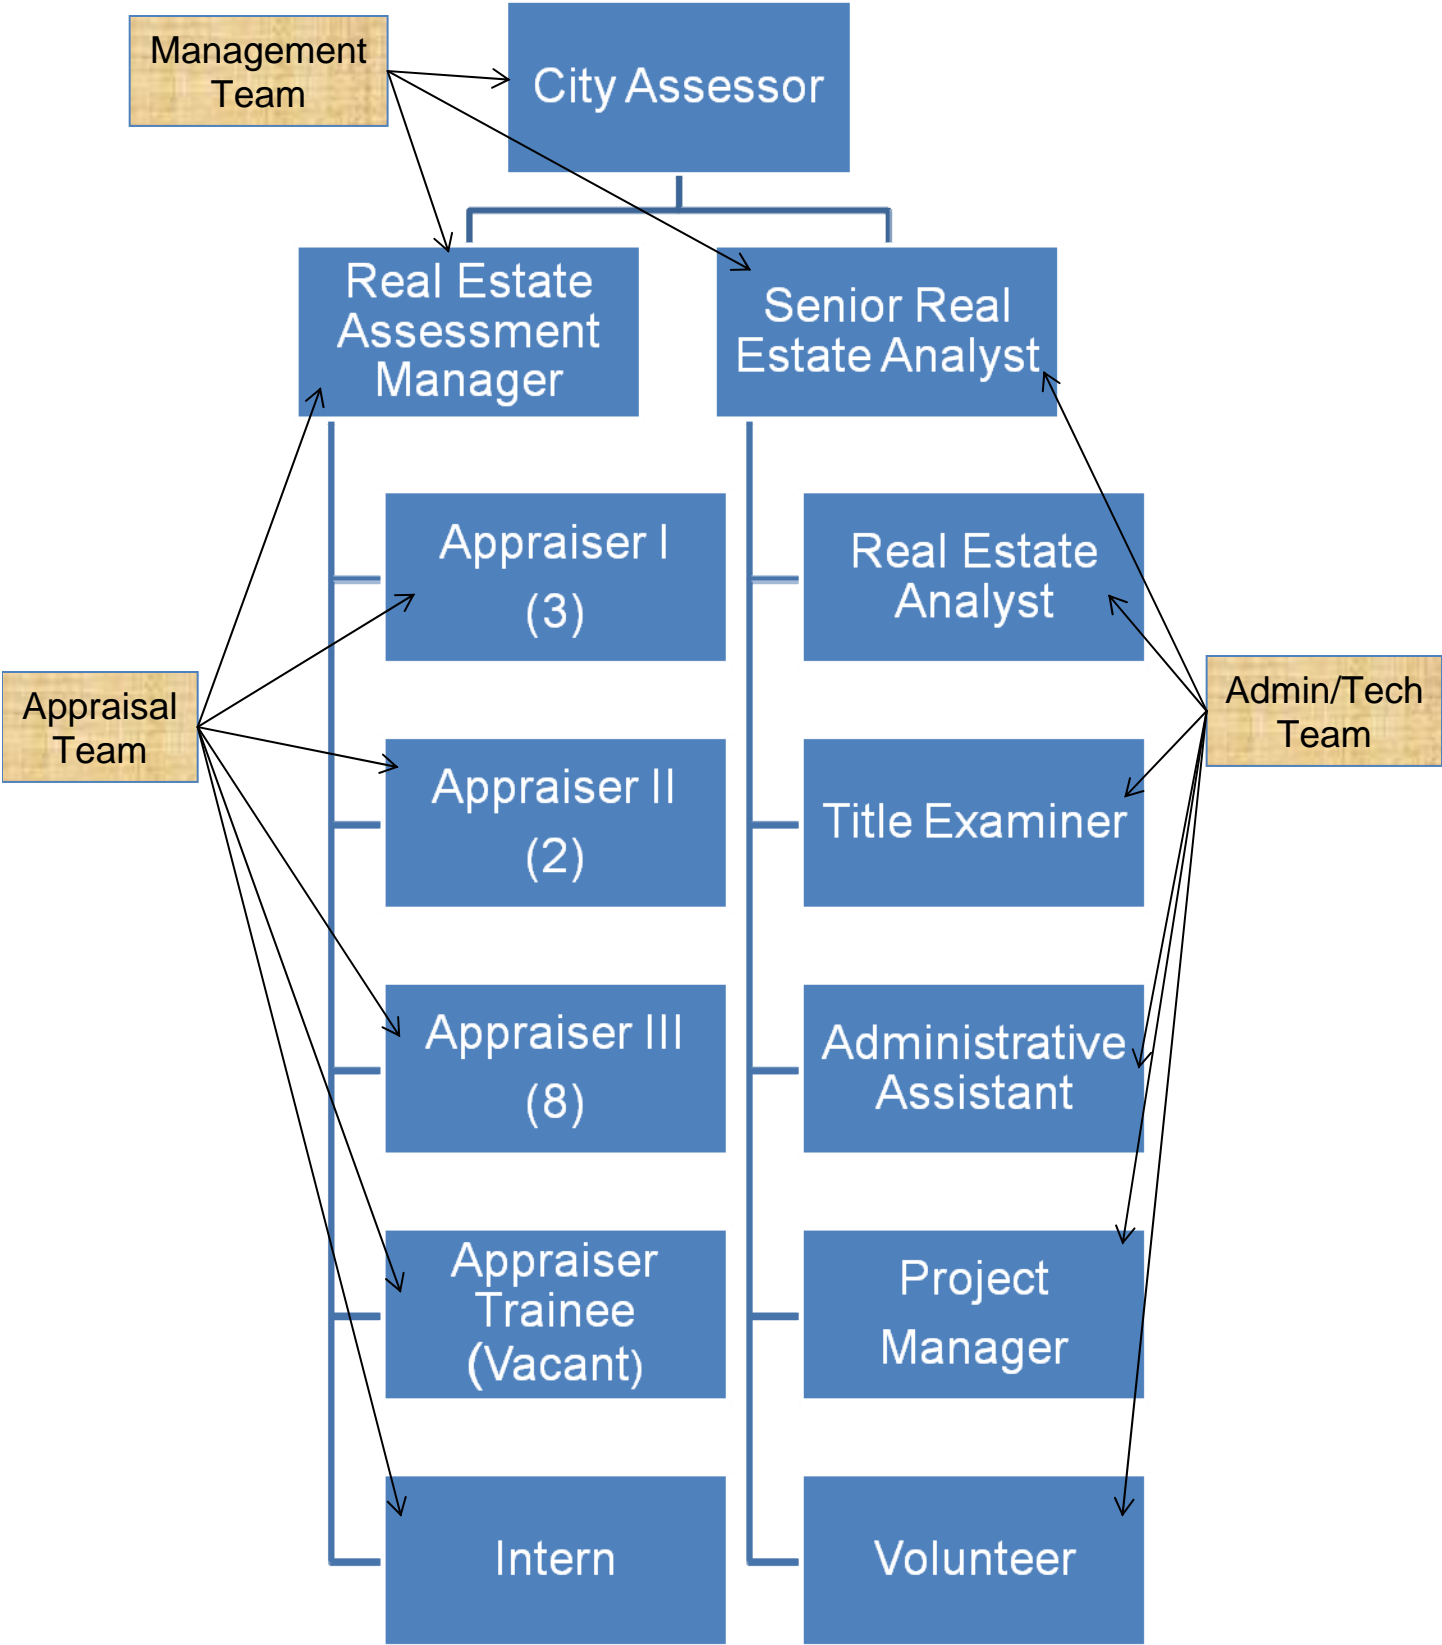 Management
Team
City Assessor
Real Estate
Assessment
Manager
Senior Real
Estate Analyst
Appraiser I
(3)
Real Estate
Analyst
Appraisal
Team
Admin/Tech
Team
Appraiser II
(2)
Title Examiner
Appraiser III
(8)
Administrative
Assistant
Appraiser
Trainee
(Vacant)
Project
Manager
Intern
Volunteer